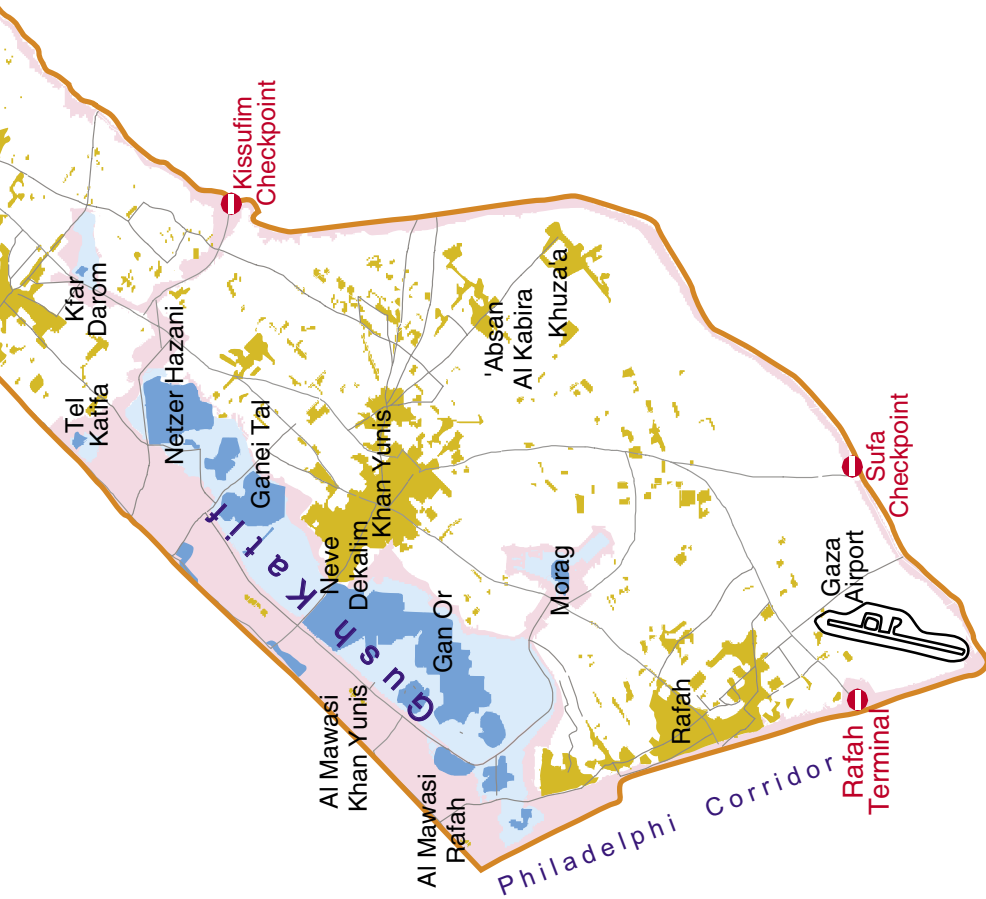 Kissufim
Checkpoint
Kfar
Darom
Tel
Katifa
Netzer Hazani
Ganei Tal
'Absan
Al Kabira
Khuza'a
Khan Yunis
Gush Katif
Neve
Dekalim
Gan Or
Morag
Sufa
Checkpoint
Gaza
Airport
Al Mawasi
Khan Yunis
Al Mawasi
Rafah
Rafah
Rafah
Terminal
Philadelphi Corridor